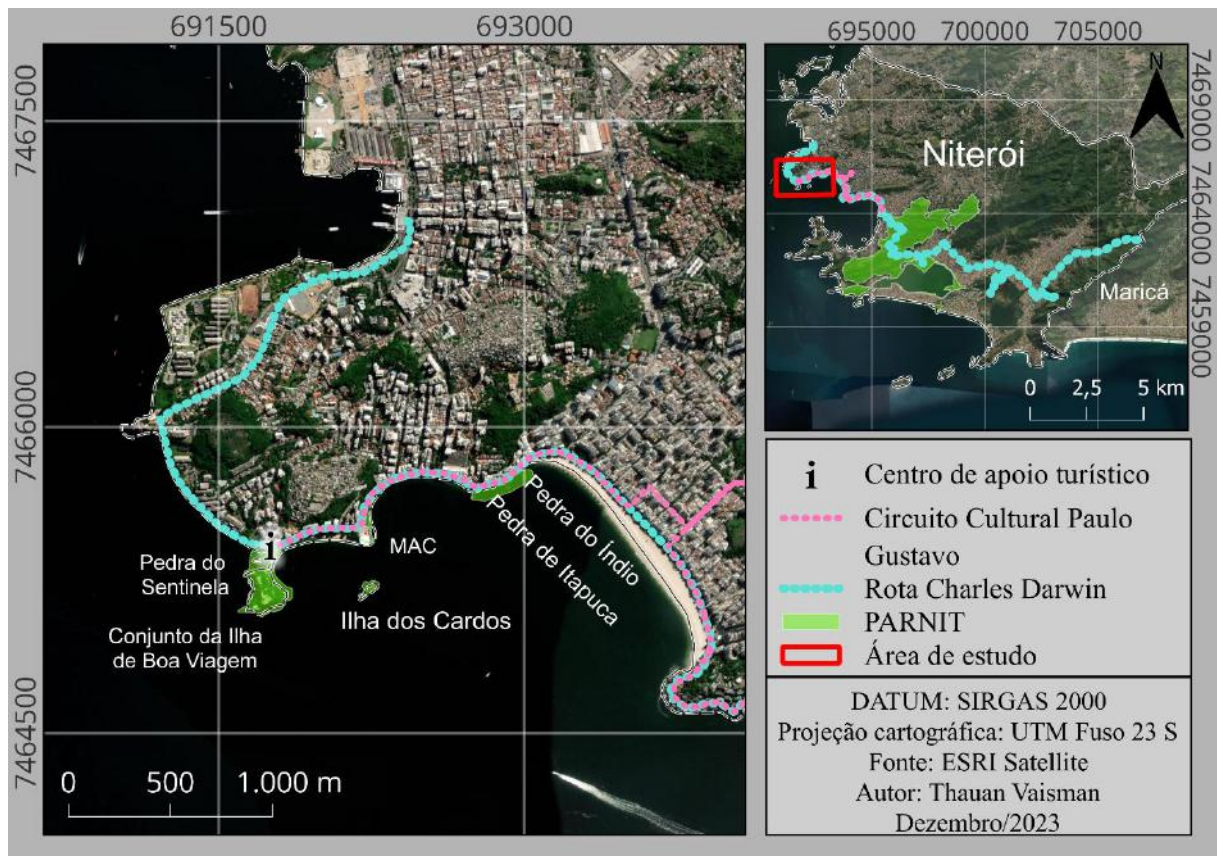 691500
693000
7467500
7466000
7464500
Pedra do
Sentinela
Conjunto da Ilha
de Boa Viagem
i
MAC
Ilha dos Cardos
Pedra de Itapuca
Pedra do Índio
0 500 1.000 m
695000 700000 705000
7469000
7464000
7459000
N
Niterói
Maricá
0 2,5 5 km
i Centro de apoio turístico
Circuito Cultural Paulo
Gustavo
Rota Charles Darwin
PARNIT
Área de estudo
DATUM: SIRGAS 2000
Projeção cartográfica: UTM Fuso 23 S
Fonte: ESRI Satellite
Autor: Thauan Vaisman
Dezembro/2023